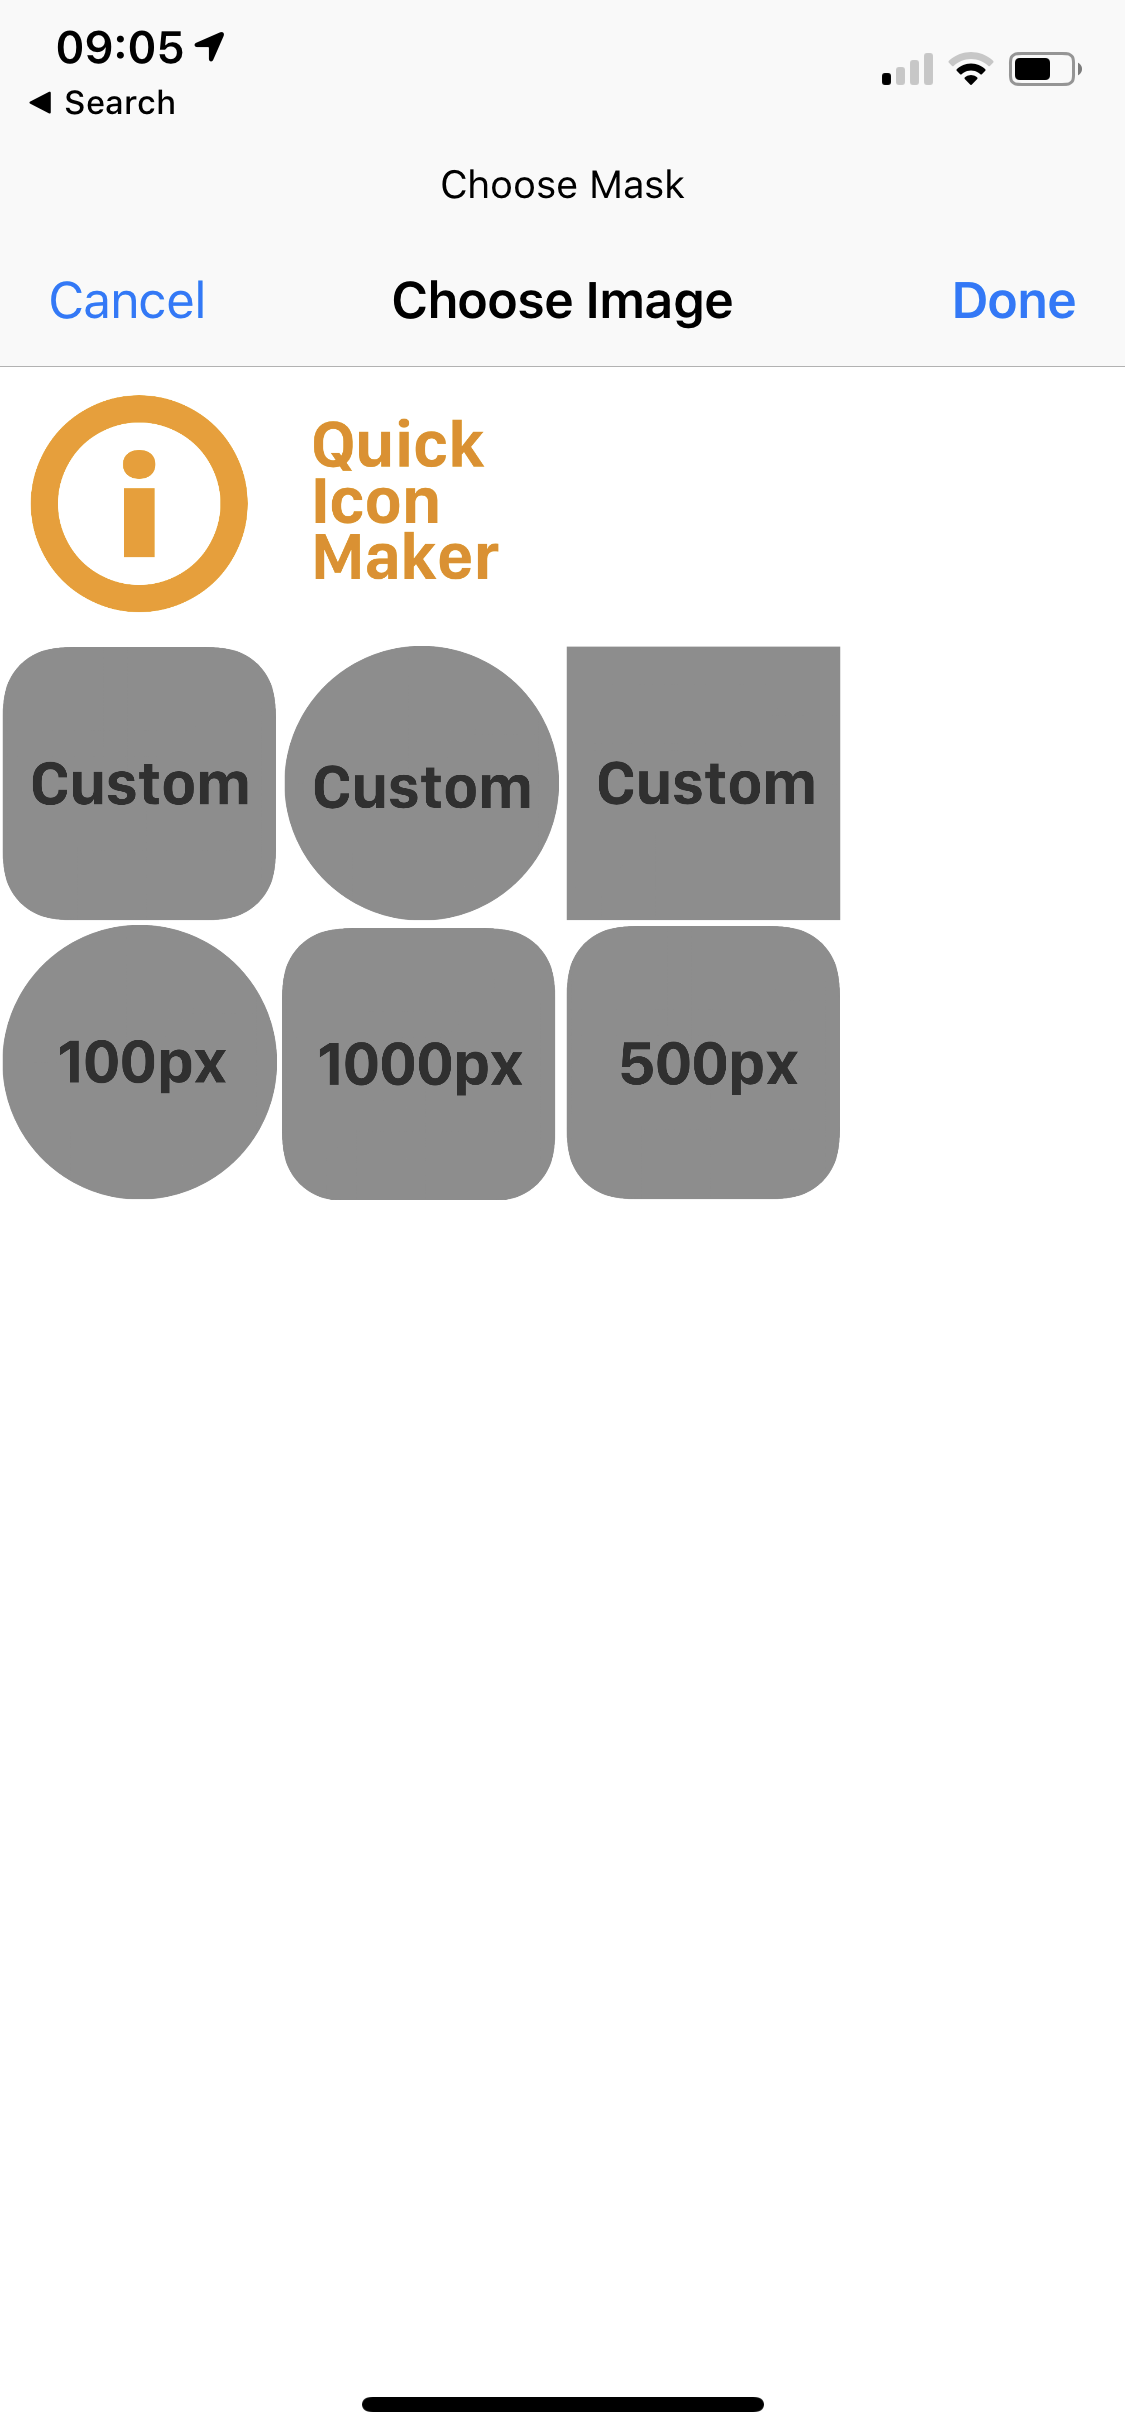 09:05
◀ Search
Choose Mask
Cancel Choose Image Done
i
Quick
Icon
Maker
Custom Custom Custom
100px 1000px 500px